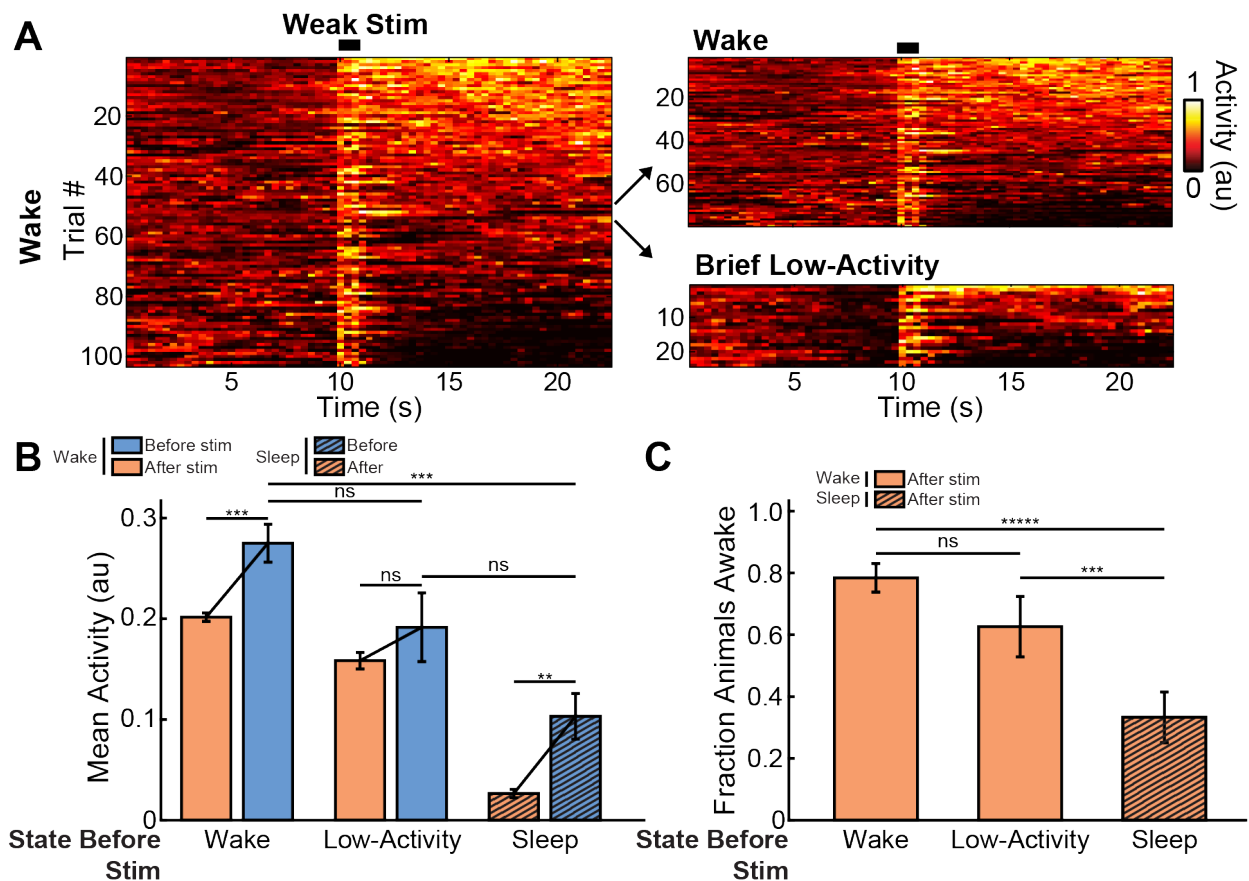 A
Weak Stim
Wake
Trial #
20
40
60
80
100
5
10
15
20
Time (s)
Wake
20
40
60
1
0
Activity (au)
Brief Low-Activity
10
20
5
10
15
20
Time (s)
B
Wake
Before stim
After stim
Sleep
Before
After
Mean Activity (au)
0.3
0.2
0.1
0
***
ns
***
ns
ns
**
State Before
Stim
Wake
Low-Activity
Sleep
C
Wake
After stim
Sleep
After stim
Fraction Animals Awake
1.0
0.8
0.6
0.4
0.2
0
*****
ns
***
State Before
Stim
Wake
Low-Activity
Sleep